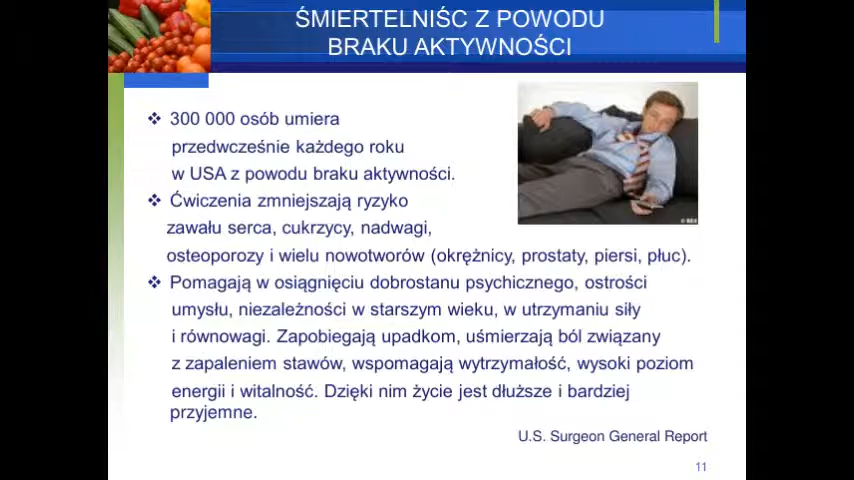 ŚMIERTELNIŚC Z POWODU
BRAKU AKTYWNOŚCI
❖ 300 000 osób umiera
przedwcześnie każdego roku
w USA z powodu braku aktywności.
❖ Ćwiczenia zmniejszają ryzyko
zawału serca, cukrzycy, nadwagi,
osteoporozy i wielu nowotworów (okrężnicy, prostaty, piersi, płuc).
❖ Pomagają w osiągnięciu dobrostanu psychicznego, ostrości
umysłu, niezależności w starszym wieku, w utrzymaniu siły
i równowagi. Zapobiegają upadkom, uśmierzają ból związany
z zapaleniem stawów, wspomagają wytrzymałość, wysoki poziom
energii i witalność. Dzięki nim życie jest dłuższe i bardziej
przyjemne.
U.S. Surgeon General Report
11